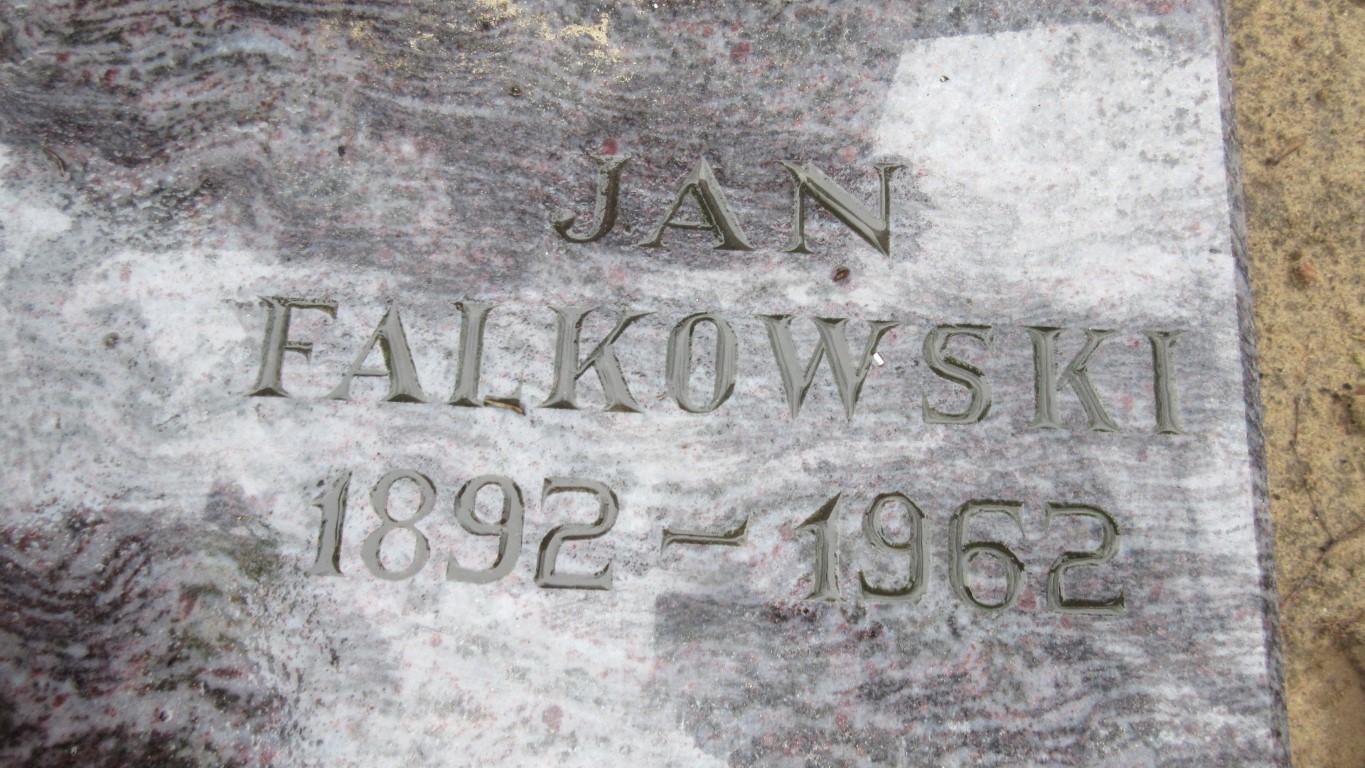 JAN
FALKOWSKI
1892 – 1962